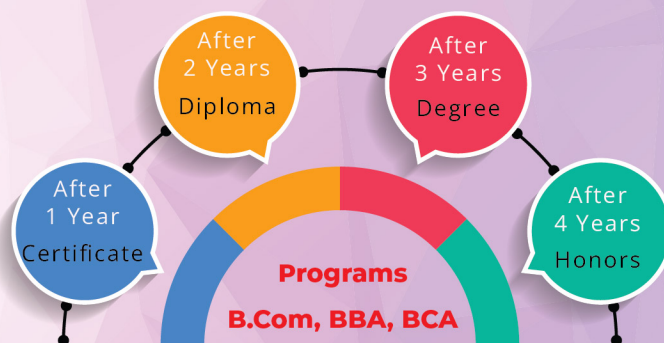 After
1 Year
Certificate
After
2 Years
Diploma
After
3 Years
Degree
After
4 Years
Honors
Programs
B.Com, BBA, BCA